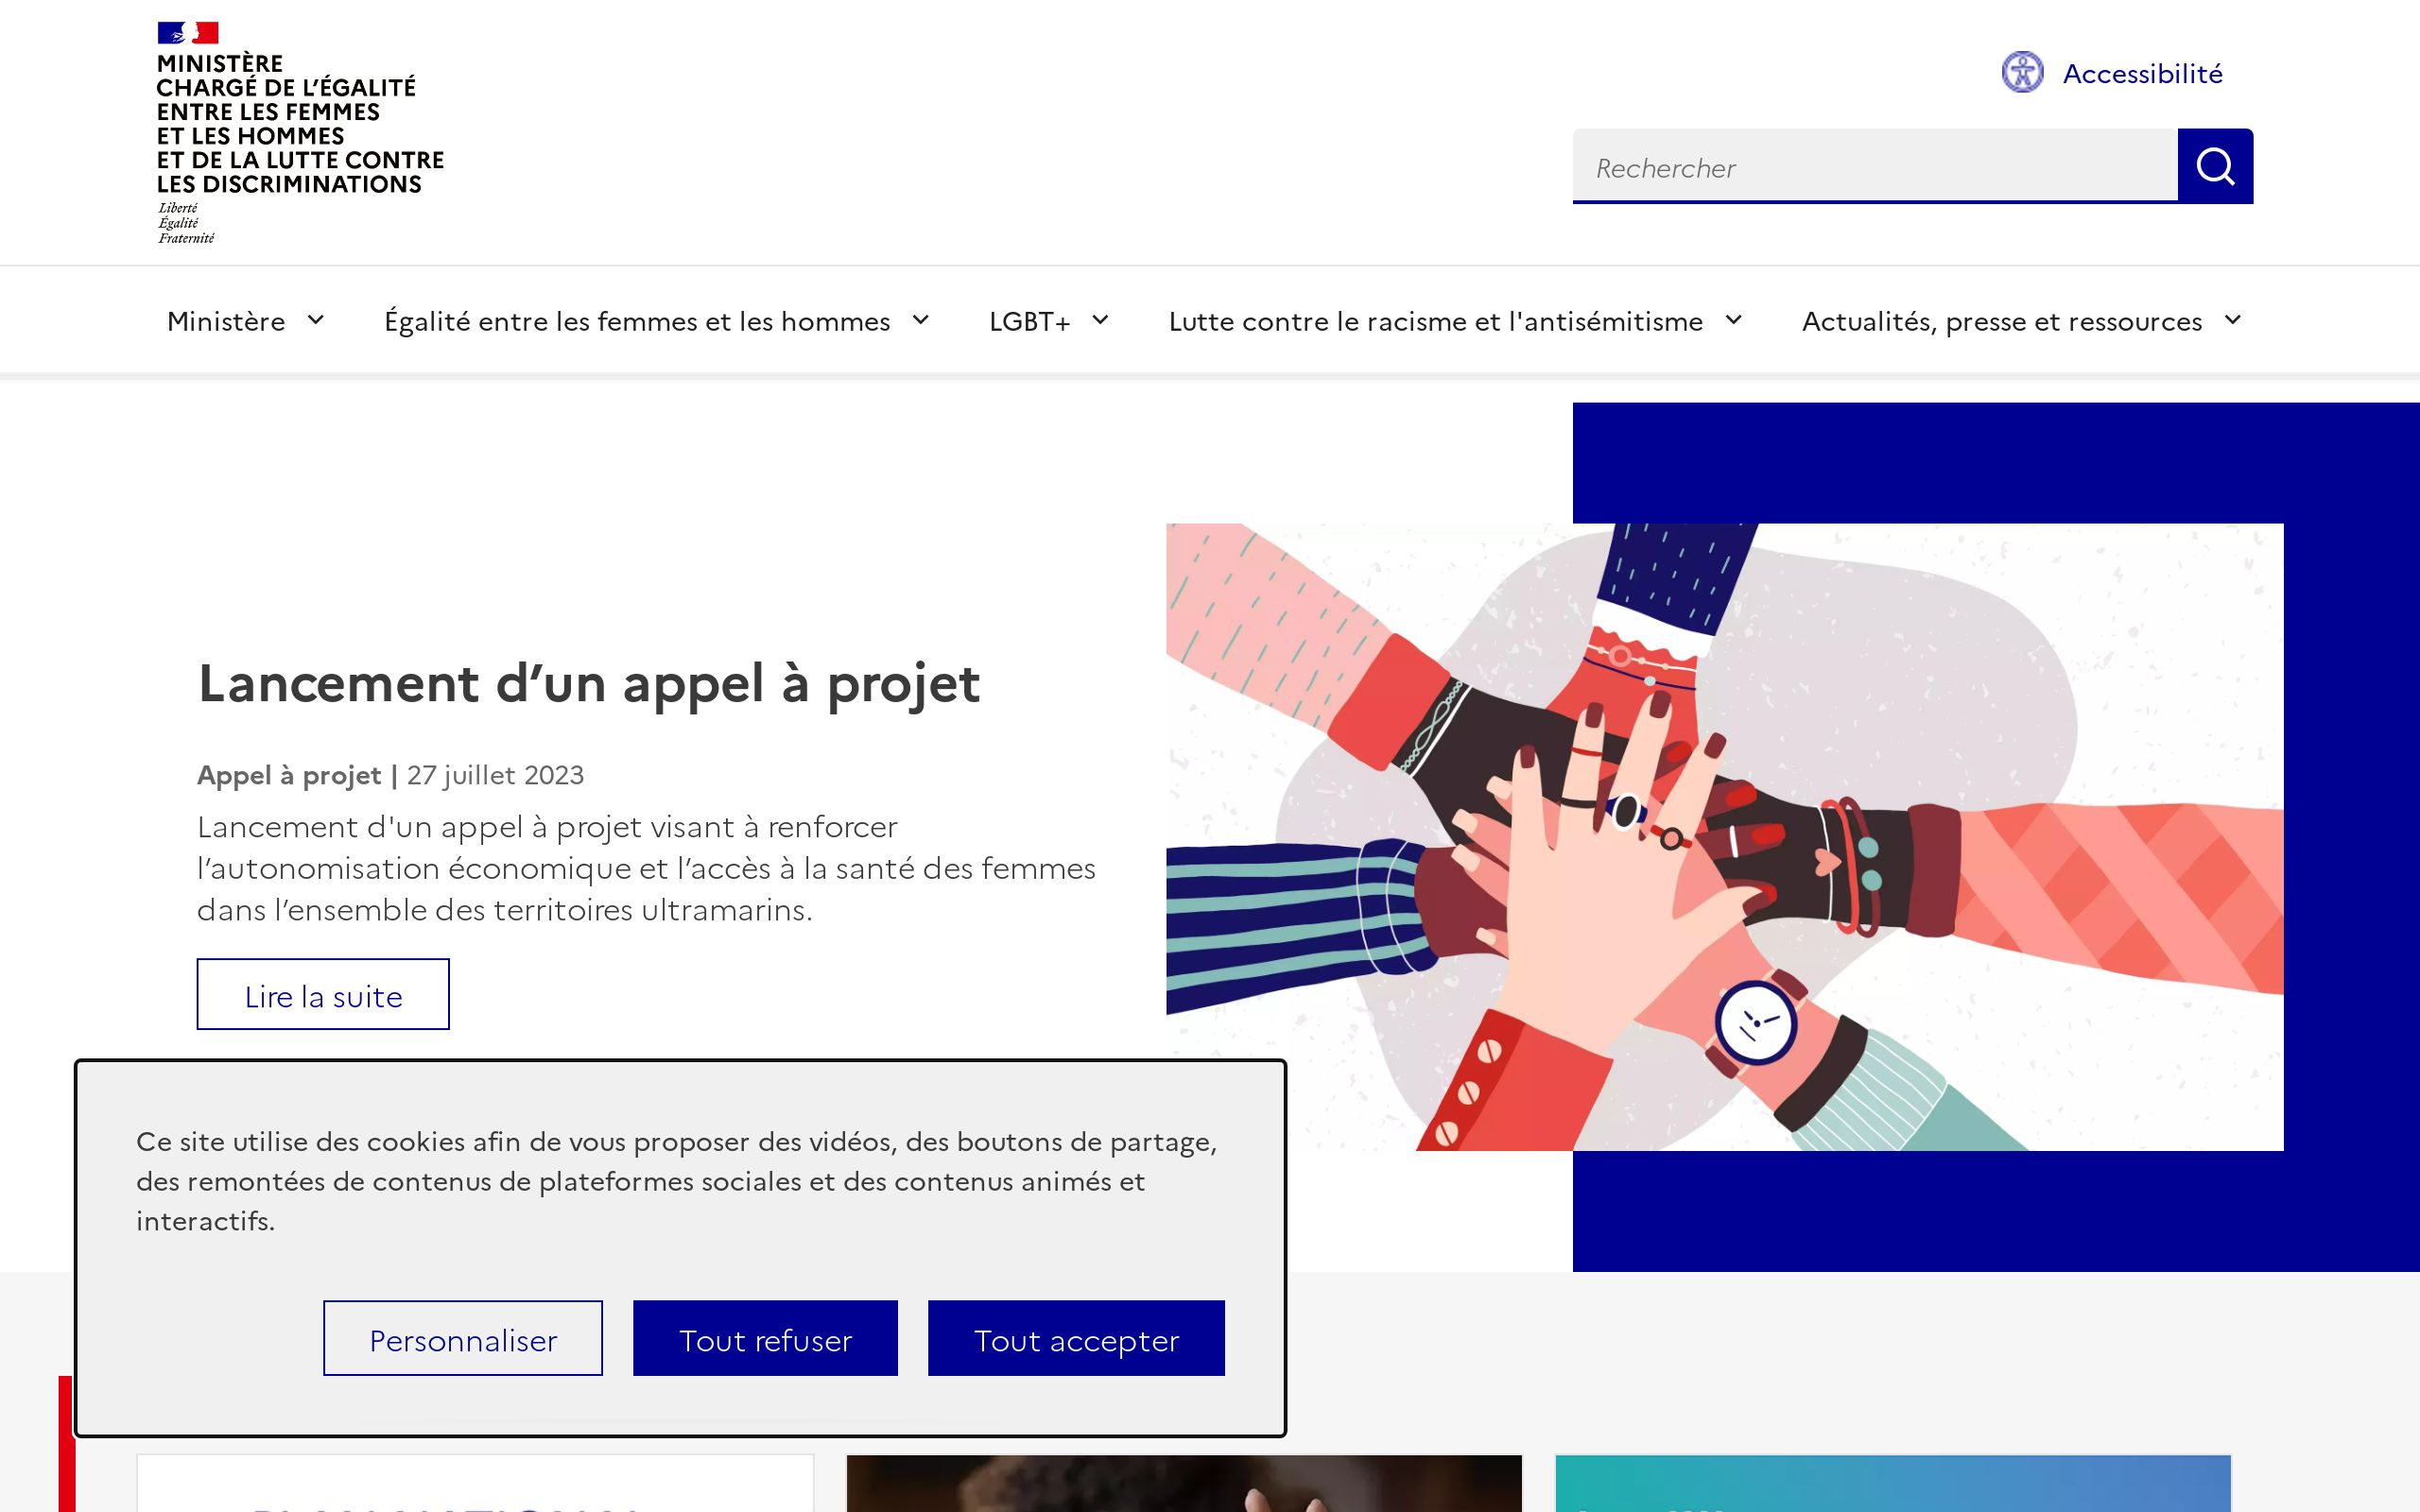 MINISTÈRE
CHARGÉ DE L'ÉGALITÉ
ENTRE LES FEMMES
ET LES HOMMES
ET DE LA LUTTE CONTRE
LES DISCRIMINATIONS
Liberté
Égalité
Fraternité
Accessibilité
Rechercher
Ministère
Égalité entre les femmes et les hommes
LGBT+
Lutte contre le racisme et l'antisémitisme
Actualités, presse et ressources
Lancement d’un appel à projet
Appel à projet | 27 juillet 2023
Lancement d'un appel à projet visant à renforcer
l’autonomisation économique et l’accès à la santé des femmes
dans l’ensemble des territoires ultramarins.
Lire la suite
Ce site utilise des cookies afin de vous proposer des vidéos, des boutons de partage,
des remontées de contenus de plateformes sociales et des contenus animés et
interactifs.
Personnaliser
Tout refuser
Tout accepter